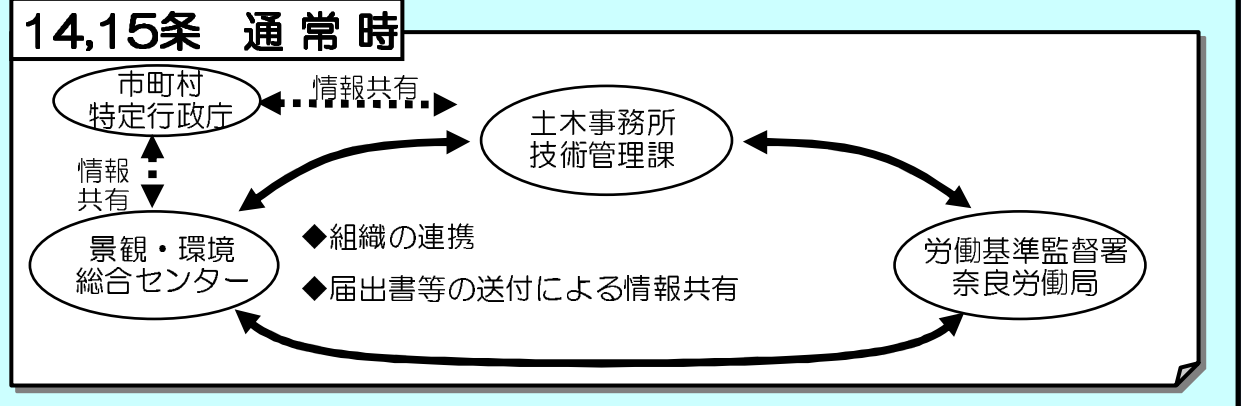 14,15条 通常時
市町村
特定行政庁
情報共有
土木事務所
技術管理課
情報
共有
景観・環境
総合センター
◆組織の連携
◆届出書等の送付による情報共有
労働基準監督署
奈良労働局